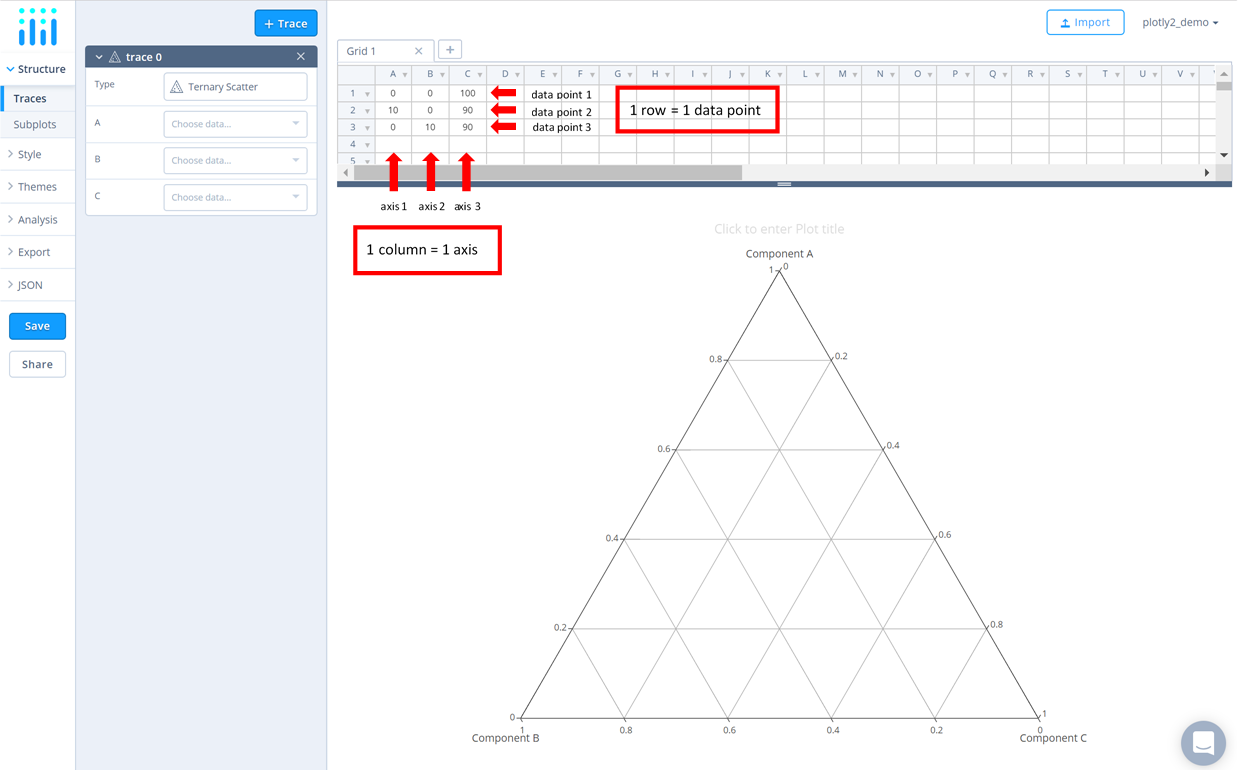 + Trace
Import
plotly2_demo
Structure
Traces
Subplots
Style
Themes
Analysis
Export
JSON
Save
Share
trace 0
Type
Ternary Scatter
A
Choose data...
B
Choose data...
C
Choose data...
Grid 1
+
A B C D E F G H I J K L M N O P Q R S T U V
1 0 0 100 data point 1
2 10 0 90 data point 2
3 0 10 90 data point 3
4
5
1 row = 1 data point
axis 1 axis 2 axis 3
1 column = 1 axis
Click to enter Plot title
Component A
1 0
0.8 0.2
0.6 0.4
0.4 0.6
0.2 0.8
0 1
1 0.8 0.6 0.4 0.2 0
Component B Component C